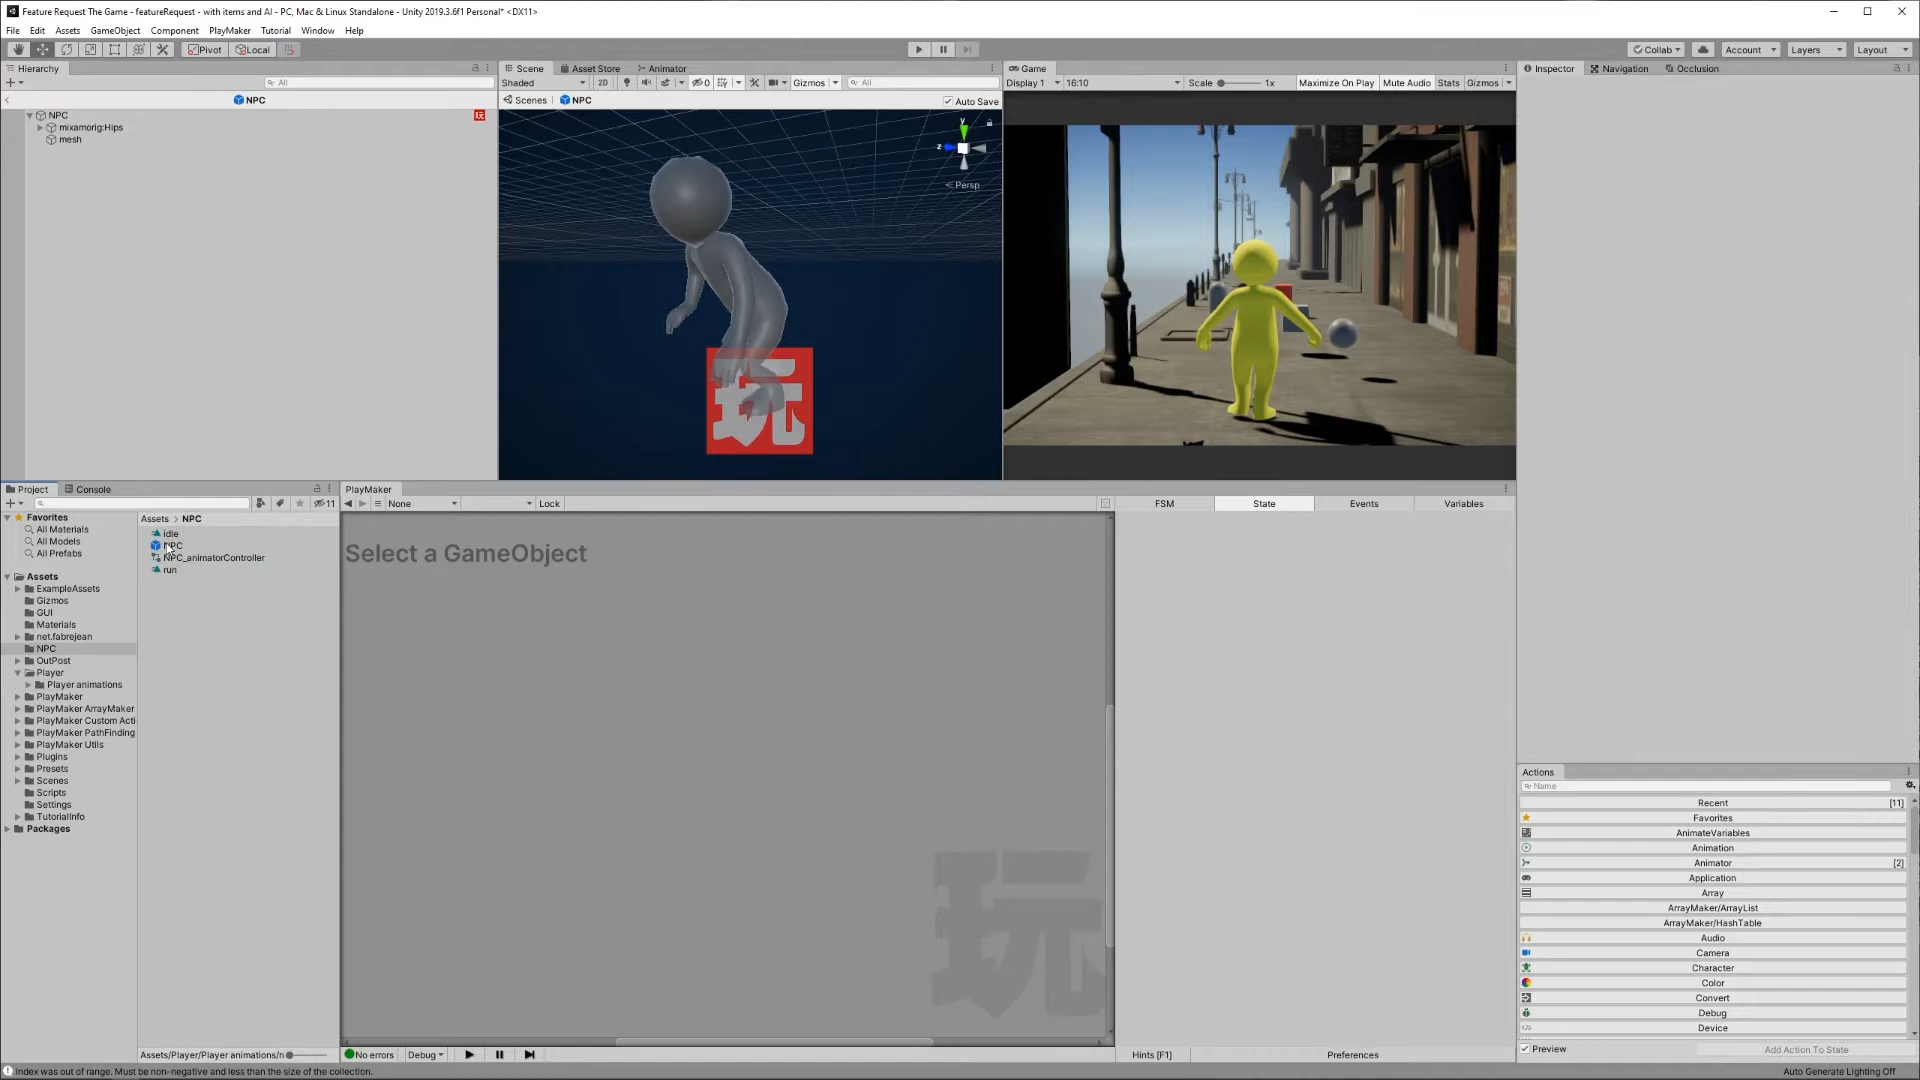 Feature Request The Game - featureRequest - with items and AI - PC, Mac & Linux Standalone - Unity 2019.3.6f1 Personal* <DX11>
File Edit Assets GameObject Component PlayMaker Tutorial Window Help
Pivot Local Collab Account Layers Layout
Hierarchy Scene Asset Store Animator Game Inspector Navigation Occlusion
All Shaded 2D 0 Gizmos All Display 1 16:10 Scale 1x Maximize On Play Mute Audio Stats Gizmos
NPC Scenes NPC Auto Save
NPC 玩
mixamorig:Hips
mesh
y
z
< Persp
玩
Project Console PlayMaker
11 None Lock FSM State Events Variables
Favorites
All Materials
All Models
All Prefabs
Assets
ExampleAssets
Gizmos
GUI
Materials
net.fabrejean
NPC
OutPost
Player
Player animations
PlayMaker
PlayMaker ArrayMaker
PlayMaker Custom Acti
PlayMaker PathFinding
PlayMaker Utils
Plugins
Presets
Scenes
Scripts
Settings
TutorialInfo
Packages
Assets > NPC
idle
NPC
NPC_animatorController
run
Assets/Player/Player animations/r
Select a GameObject
玩
No errors Debug Hints [F1] Preferences
Actions
Name
Recent [11]
Favorites
AnimateVariables
Animation
Animator [2]
Application
Array
ArrayMaker/ArrayList
ArrayMaker/HashTable
Audio
Camera
Character
Color
Convert
Debug
Device
Preview Add Action To State
Index was out of range. Must be non-negative and less than the size of the collection.
Auto Generate Lighting Off